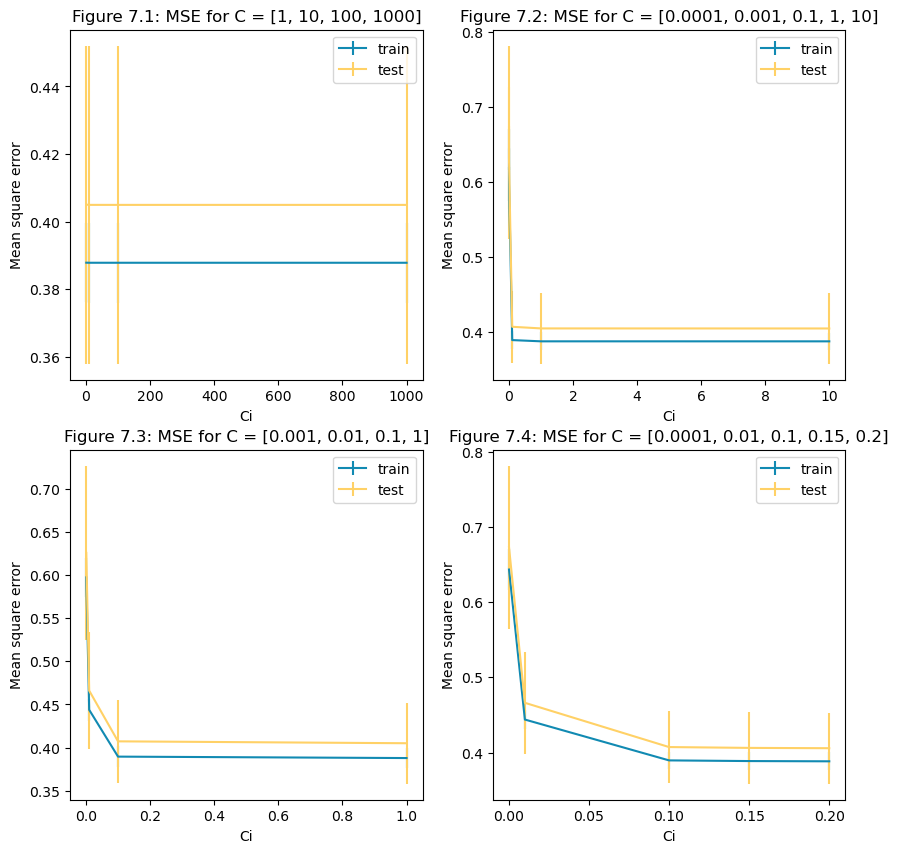 Figure 7.1: MSE for C = [1, 10, 100, 1000]
train
test
Mean square error
0.44
0.42
0.40
0.38
0.36
0
200
400
600
800
1000
Ci
Figure 7.2: MSE for C = [0.0001, 0.001, 0.1, 1, 10]
train
test
Mean square error
0.8
0.7
0.6
0.5
0.4
0
2
4
6
8
10
Ci
Figure 7.3: MSE for C = [0.001, 0.01, 0.1, 1]
train
test
Mean square error
0.70
0.65
0.60
0.55
0.50
0.45
0.40
0.35
0.0
0.2
0.4
0.6
0.8
1.0
Ci
Figure 7.4: MSE for C = [0.0001, 0.01, 0.1, 0.15, 0.2]
train
test
Mean square error
0.8
0.7
0.6
0.5
0.4
0.00
0.05
0.10
0.15
0.20
Ci